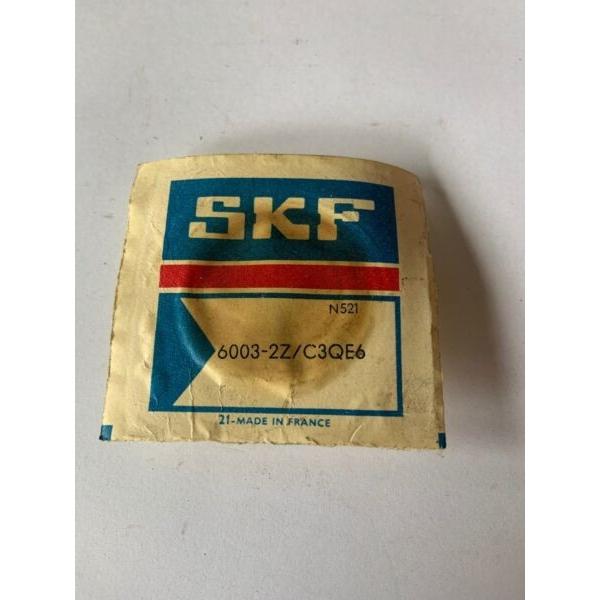 SKF
N521
6003-2Z/C3QE6
21-MADE IN FRANCE